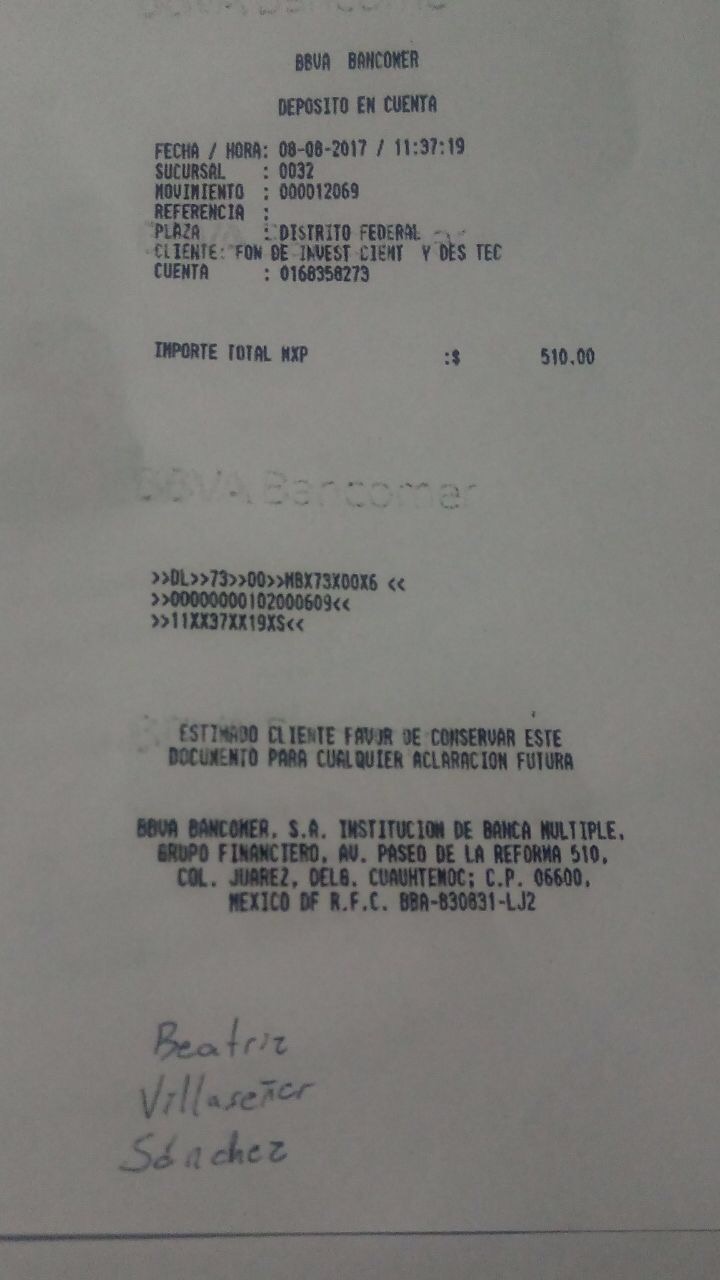 BBVA BANCOMER
DEPOSITO EN CUENTA
FECHA / HORA: 08-08-2017 / 11:37:19
SUCURSAL : 0032
MOVIMIENTO : 000012069
REFERENCIA :
PLAZA : DISTRITO FEDERAL
CLIENTE: FON DE INVEST CIENT Y DES TEC
CUENTA : 0168358273
IMPORTE TOTAL MXP :$ 510.00
BBVA Bancomer
>>DL>>73>>00>>MBX73X00X6 <<
>>00000000102000609<<
>>11XX37XX19XS<<
ESTIMADO CLIENTE FAVOR DE CONSERVAR ESTE
DOCUMENTO PARA CUALQUIER ACLARACION FUTURA
BBVA BANCOMER, S.A. INSTITUCION DE BANCA MULTIPLE,
GRUPO FINANCIERO, AV. PASEO DE LA REFORMA 510,
COL. JUAREZ, DELG. CUAUHTEMOC; C.P. 06600,
MEXICO DF R.F.C. BBA-830831-LJ2
Beatriz
Villaseñor
Sánchez